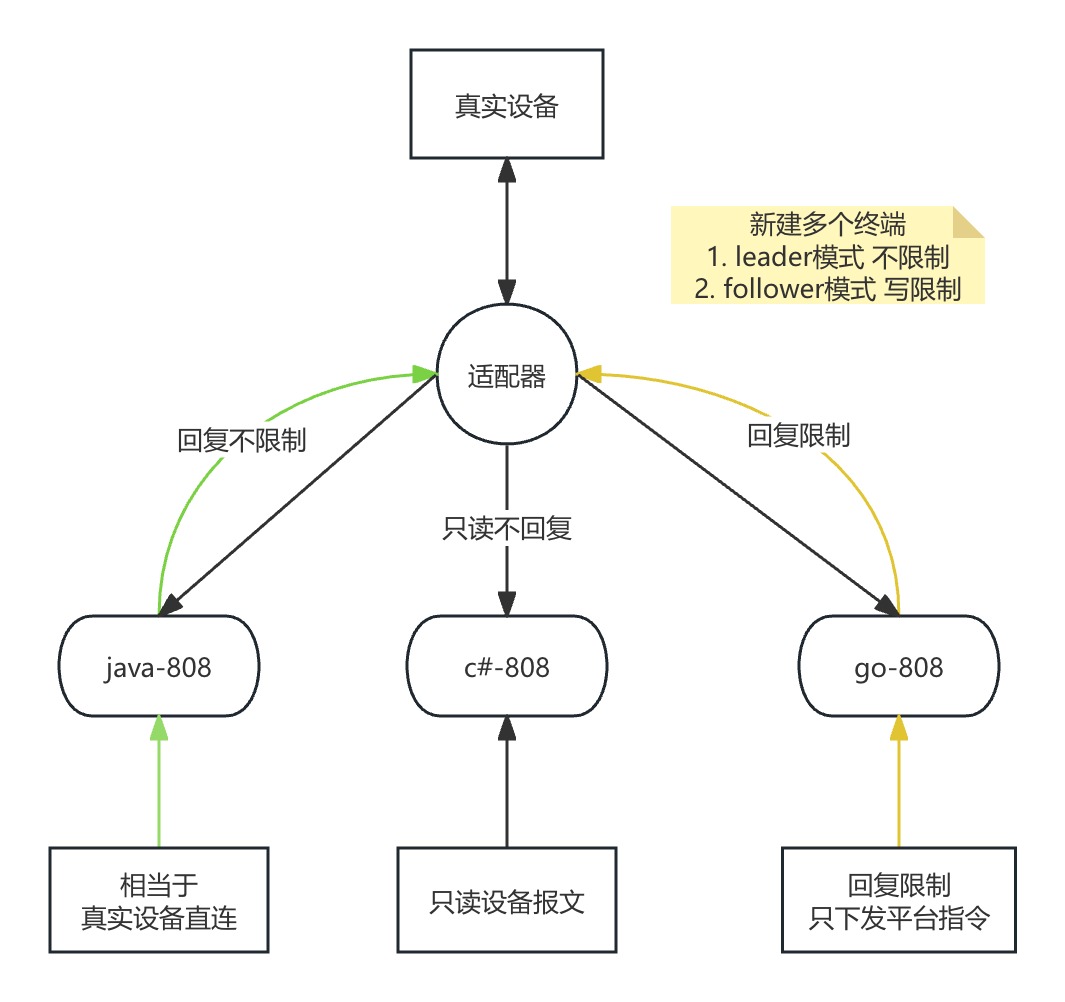 真实设备
新建多个终端
1. leader模式 不限制
2. follower模式 写限制
适配器
回复不限制
回复限制
只读不回复
java-808
c#-808
go-808
相当于
真实设备直连
只读设备报文
回复限制
只下发平台指令